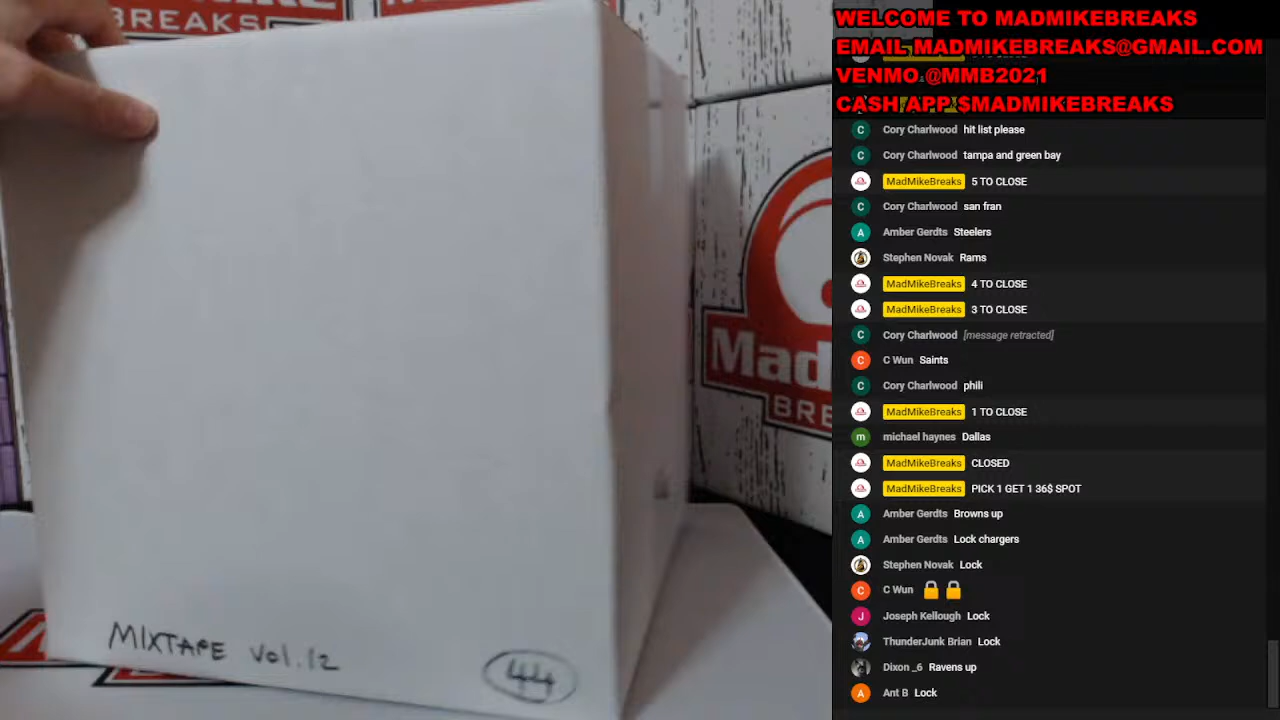 BREAKS
Mad
BRE
MIXTAPE Vol.12
44
WELCOME TO MADMIKEBREAKS
EMAIL MADMIKEBREAKS@GMAIL.COM
VENMO @MMB2021
CASH APP $MADMIKEBREAKS
Cory Charlwood hit list please
Cory Charlwood tampa and green bay
MadMikeBreaks 5 TO CLOSE
Cory Charlwood san fran
Amber Gerdts Steelers
Stephen Novak Rams
MadMikeBreaks 4 TO CLOSE
MadMikeBreaks 3 TO CLOSE
Cory Charlwood [message retracted]
C Wun Saints
Cory Charlwood phili
MadMikeBreaks 1 TO CLOSE
michael haynes Dallas
MadMikeBreaks CLOSED
MadMikeBreaks PICK 1 GET 1 36$ SPOT
Amber Gerdts Browns up
Amber Gerdts Lock chargers
Stephen Novak Lock
C Wun 🔒 🔒
Joseph Kellough Lock
ThunderJunk Brian Lock
Dixon _6 Ravens up
Ant B Lock